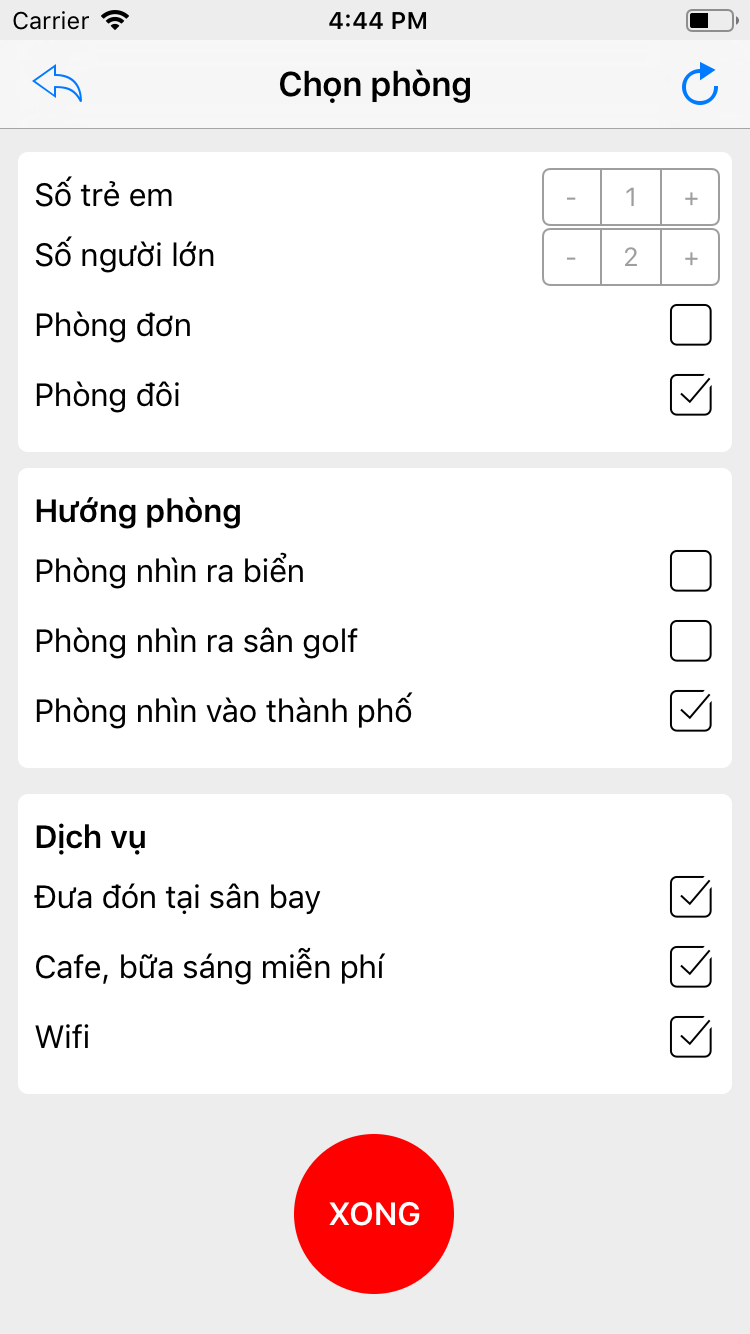 Carrier 4:44 PM
Chọn phòng
Số trẻ em - 1 +
Số người lớn - 2 +
Phòng đơn
Phòng đôi
Hướng phòng
Phòng nhìn ra biển
Phòng nhìn ra sân golf
Phòng nhìn vào thành phố
Dịch vụ
Đưa đón tại sân bay
Cafe, bữa sáng miễn phí
Wifi
XONG